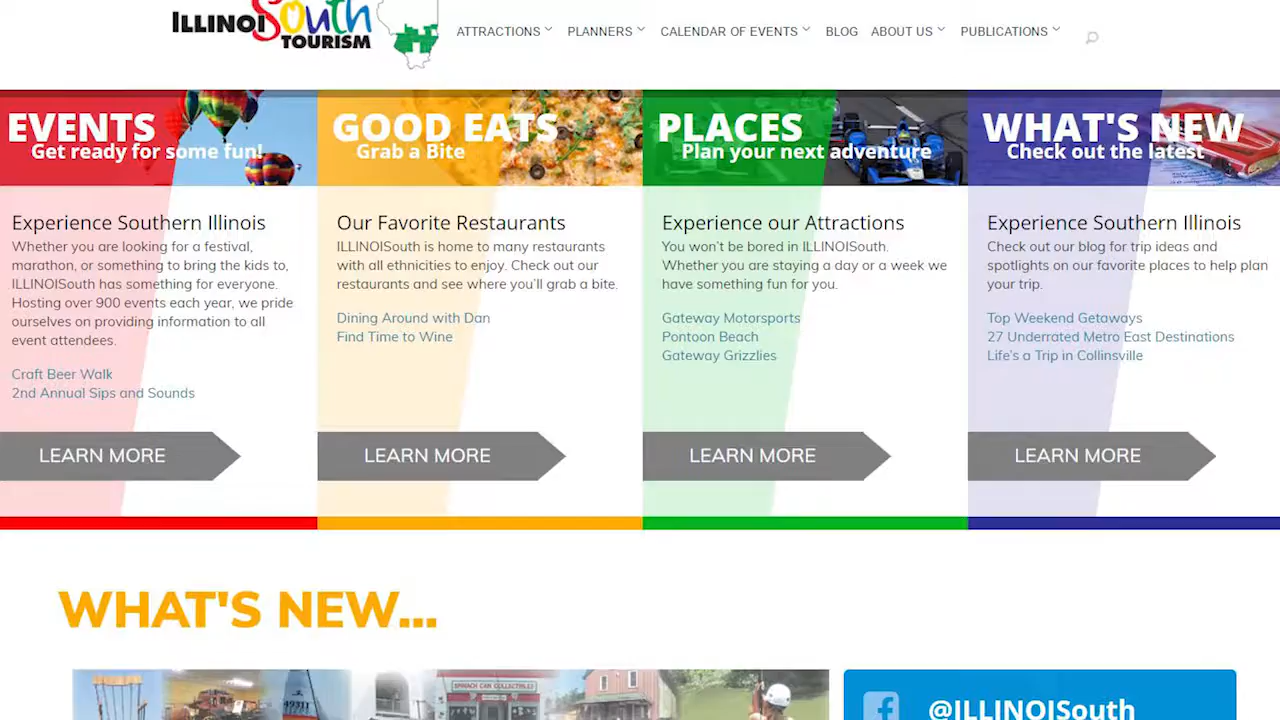 ILLINOISouth
TOURISM
ATTRACTIONS
PLANNERS
CALENDAR OF EVENTS
BLOG
ABOUT US
PUBLICATIONS
EVENTS
Get ready for some fun!
Experience Southern Illinois
Whether you are looking for a festival,
marathon, or something to bring the kids to,
ILLINOISouth has something for everyone.
Hosting over 900 events each year, we pride
ourselves on providing information to all
event attendees.
Craft Beer Walk
2nd Annual Sips and Sounds
LEARN MORE
GOOD EATS
Grab a Bite
Our Favorite Restaurants
ILLINOISouth is home to many restaurants
with all ethnicities to enjoy. Check out our
restaurants and see where you'll grab a bite.
Dining Around with Dan
Find Time to Wine
LEARN MORE
PLACES
Plan your next adventure
Experience our Attractions
You won't be bored in ILLINOISouth.
Whether you are staying a day or a week we
have something fun for you.
Gateway Motorsports
Pontoon Beach
Gateway Grizzlies
LEARN MORE
WHAT'S NEW
Check out the latest
Experience Southern Illinois
Check out our blog for trip ideas and
spotlights on our favorite places to help plan
your trip.
Top Weekend Getaways
27 Underrated Metro East Destinations
Life's a Trip in Collinsville
LEARN MORE
WHAT'S NEW...
49311
SPINACH CAN COLLECTIBLES
@ILLINOISouth